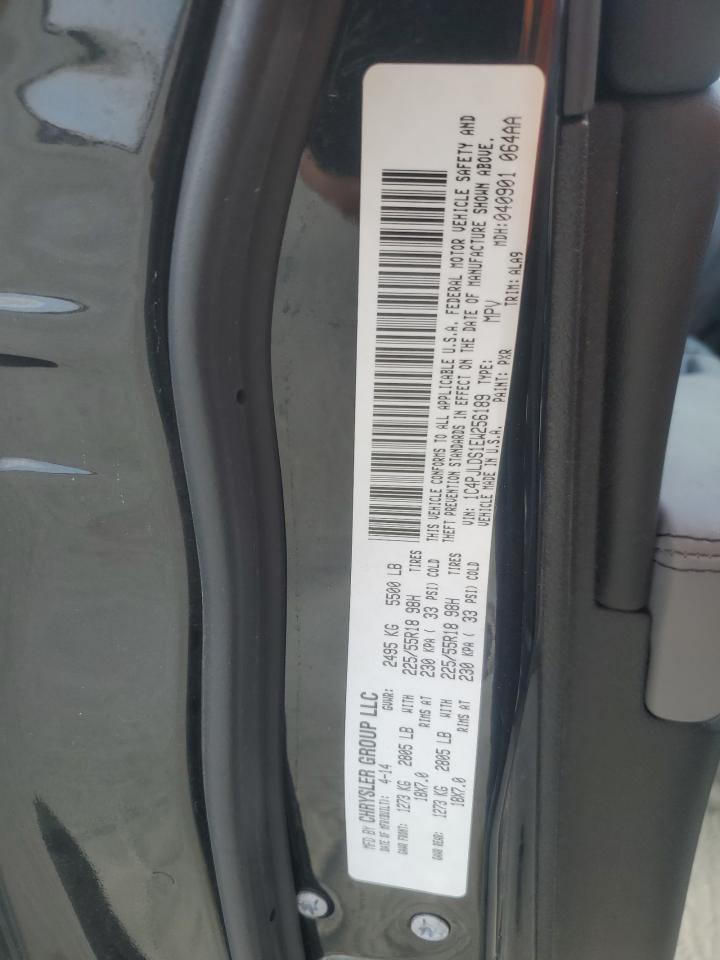 MFD BY CHRYSLER GROUP LLC
DATE OF MFR(BUILT): 4-14 GVWR: 2495 KG 5500 LB
GAWR FRONT: 1273 KG 2805 LB WITH 225/55R18 98H TIRES
18X7.0 RIMS AT 230 KPA ( 33 PSI) COLD
GAWR REAR: 1273 KG 2805 LB WITH 225/55R18 98H TIRES
18X7.0 RIMS AT 230 KPA ( 33 PSI) COLD
THIS VEHICLE CONFORMS TO ALL APPLICABLE U.S.A. FEDERAL MOTOR VEHICLE SAFETY AND
THEFT PREVENTION STANDARDS IN EFFECT ON THE DATE OF MANUFACTURE SHOWN ABOVE.
VIN: 1C4PJLDS1EW256189 TYPE: MPV MDH:040901 064AA
VEHICLE MADE IN U.S.A. PAINT: PXR TRIM: ALA9